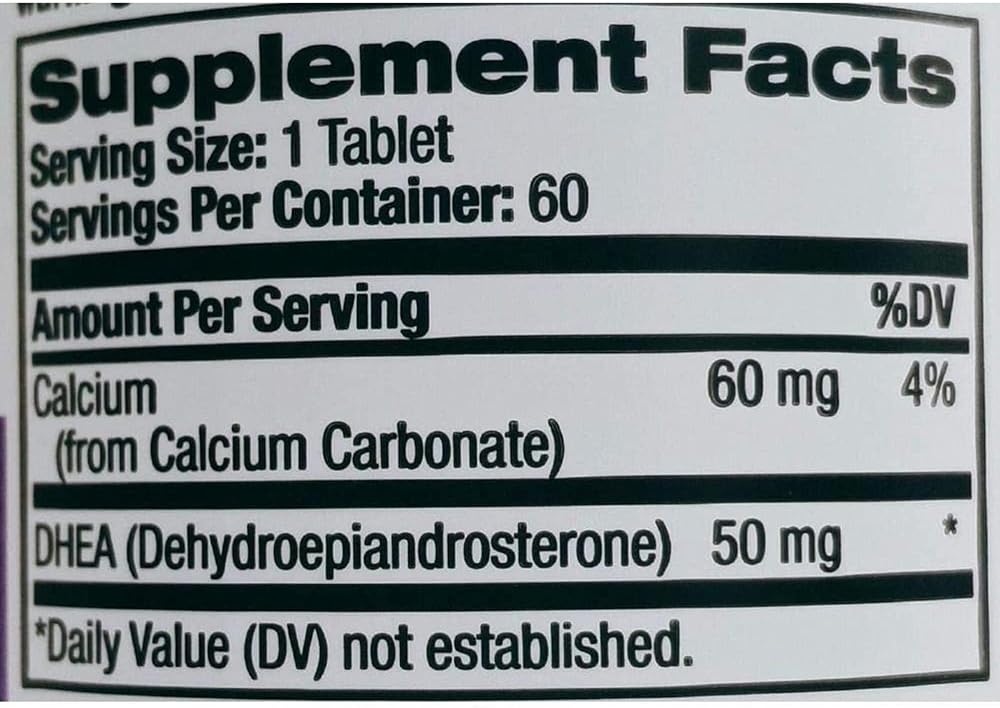 Supplement Facts
Serving Size: 1 Tablet
Servings Per Container: 60
Amount Per Serving %DV
Calcium 60 mg 4%
(from Calcium Carbonate)
DHEA (Dehydroepiandrosterone) 50 mg *
*Daily Value (DV) not established.